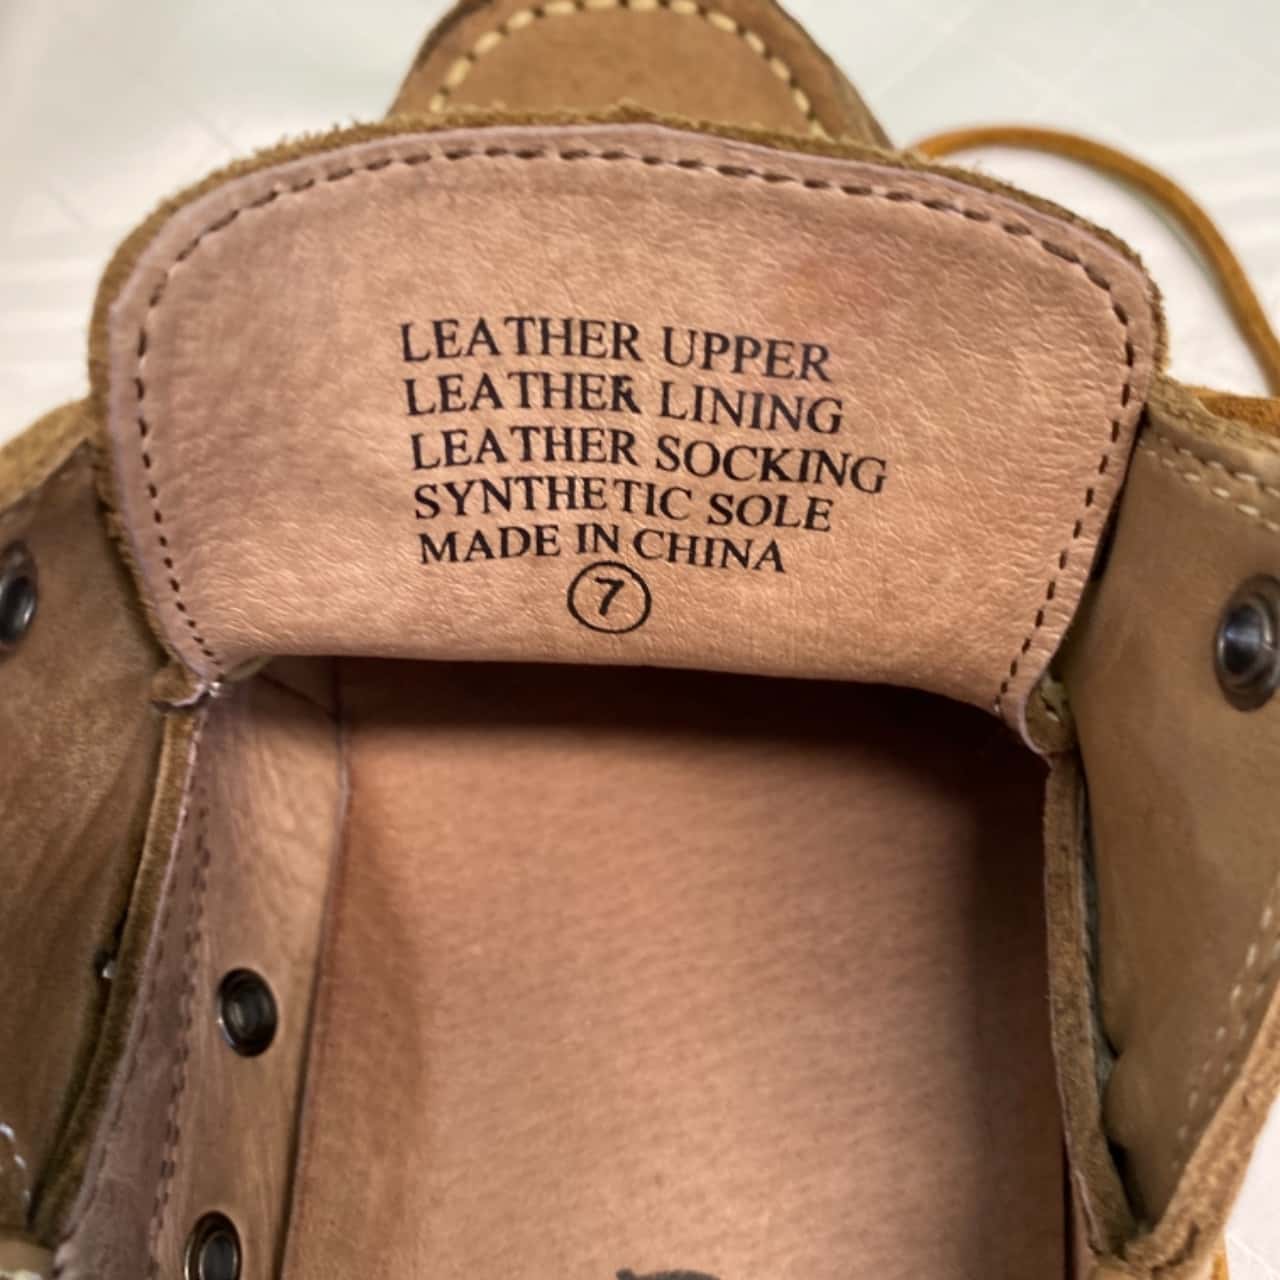 LEATHER UPPER
LEATHER LINING
LEATHER SOCKING
SYNTHETIC SOLE
MADE IN CHINA
7